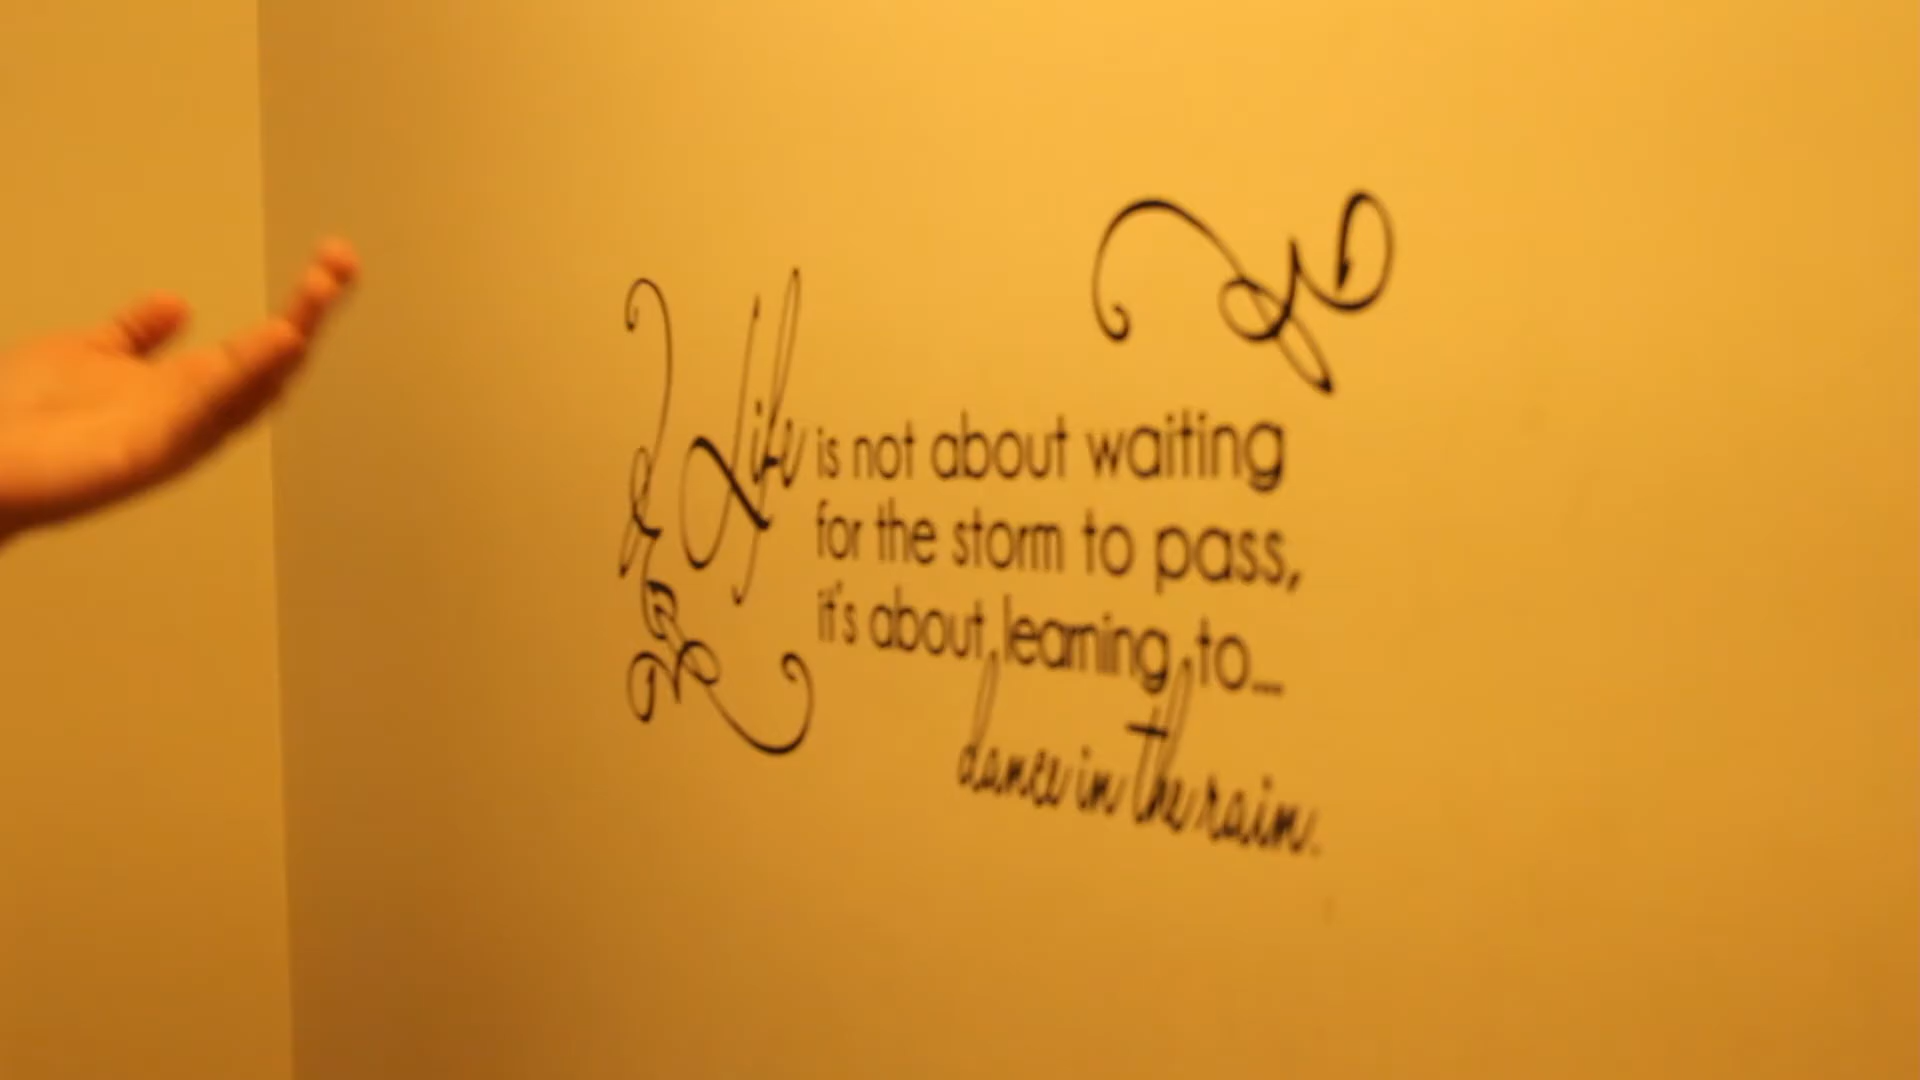 Life is not about waiting
for the storm to pass,
it's about learning to...
dance in the rain.